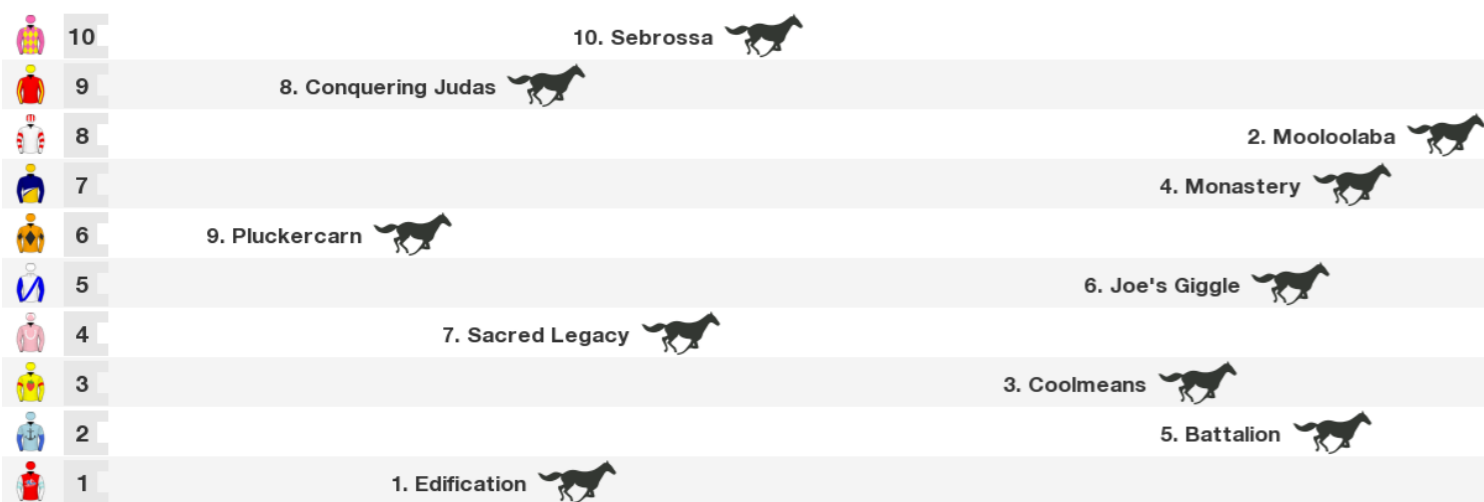 10 10. Sebrossa
9 8. Conquering Judas
8 2. Mooloolaba
7 4. Monastery
6 9. Pluckercarn
5 6. Joe's Giggle
4 7. Sacred Legacy
3 3. Coolmeans
2 5. Battalion
1 1. Edification